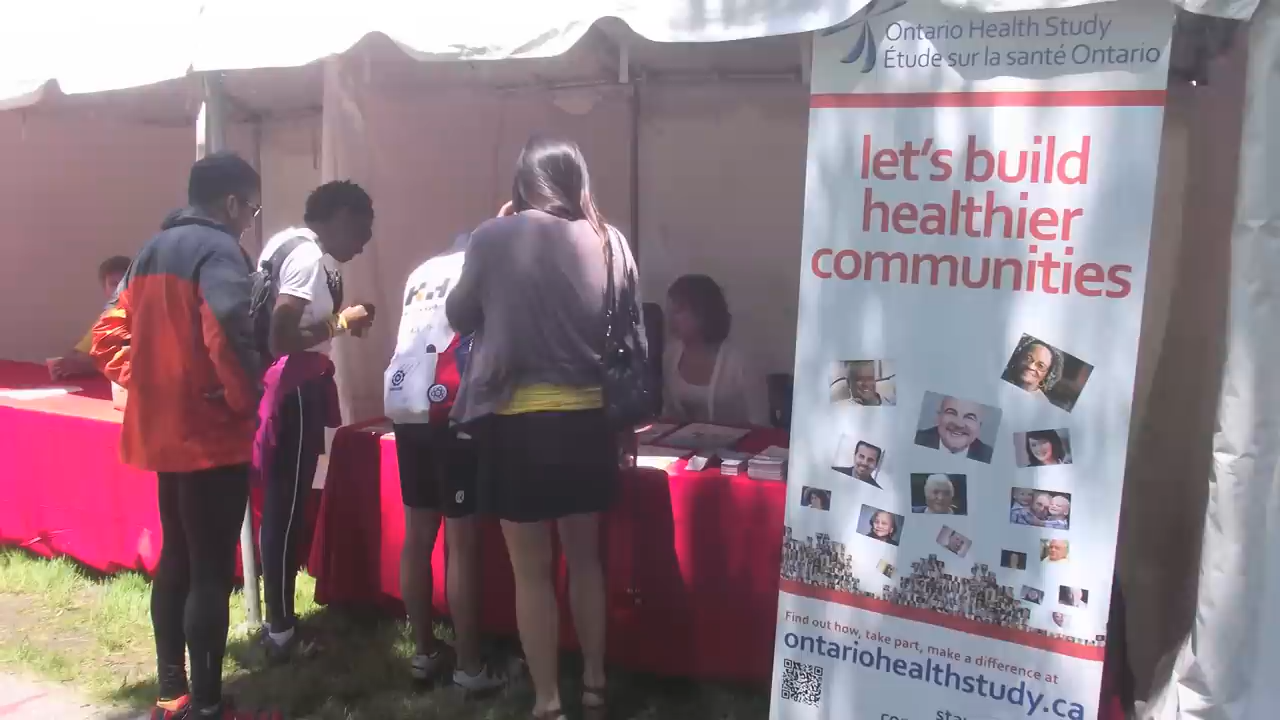 Ontario Health Study
Étude sur la santé Ontario
let's build
healthier
communities
Find out how, take part, make a difference at
ontariohealthstudy.ca